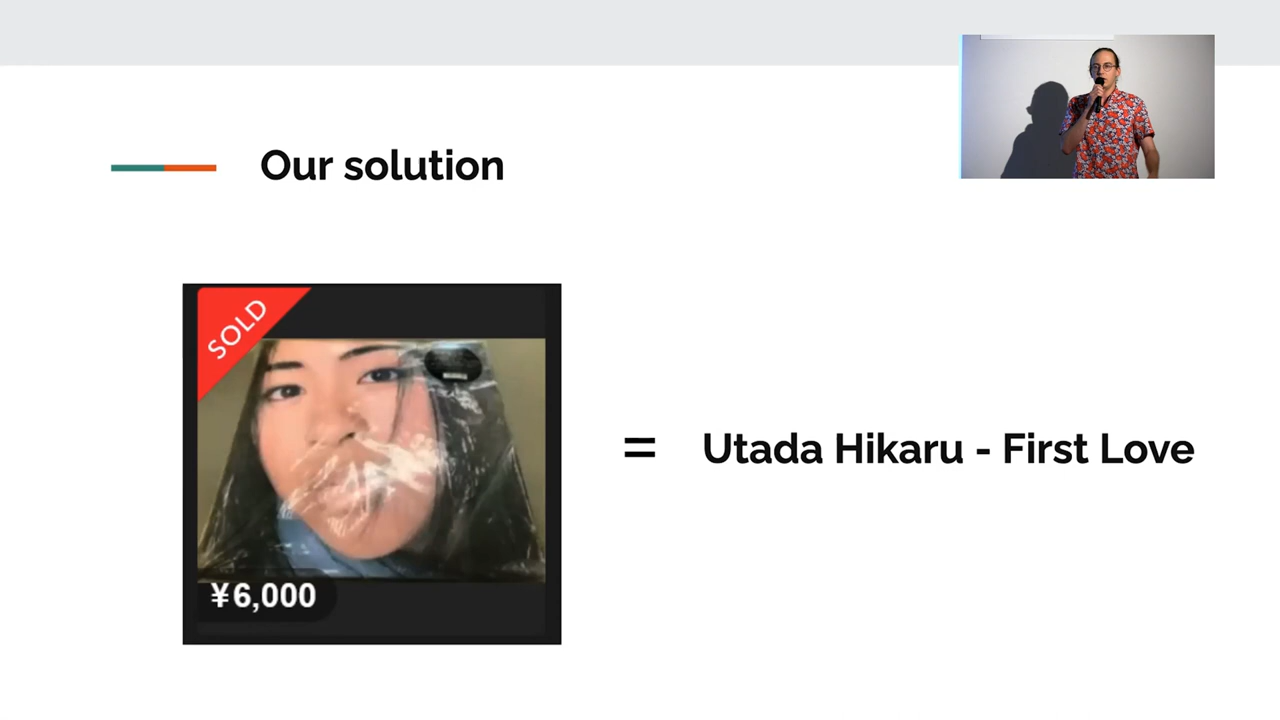 Our solution
SOLD
¥6,000
= Utada Hikaru - First Love